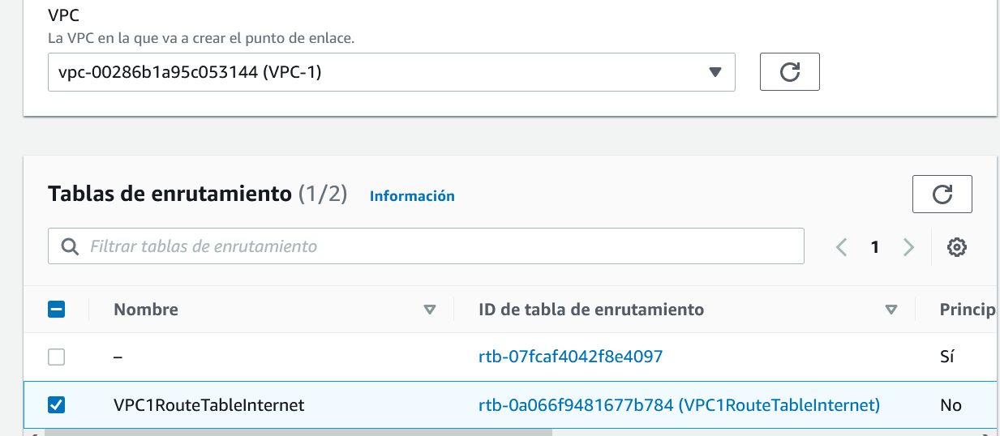 VPC
La VPC en la que va a crear el punto de enlace.
vpc-00286b1a95c053144 (VPC-1)
Tablas de enrutamiento (1/2) Información
Filtrar tablas de enrutamiento
1
Nombre ID de tabla de enrutamiento Princip
– rtb-07fcaf4042f8e4097 Sí
VPC1RouteTableInternet rtb-0a066f9481677b784 (VPC1RouteTableInternet) No